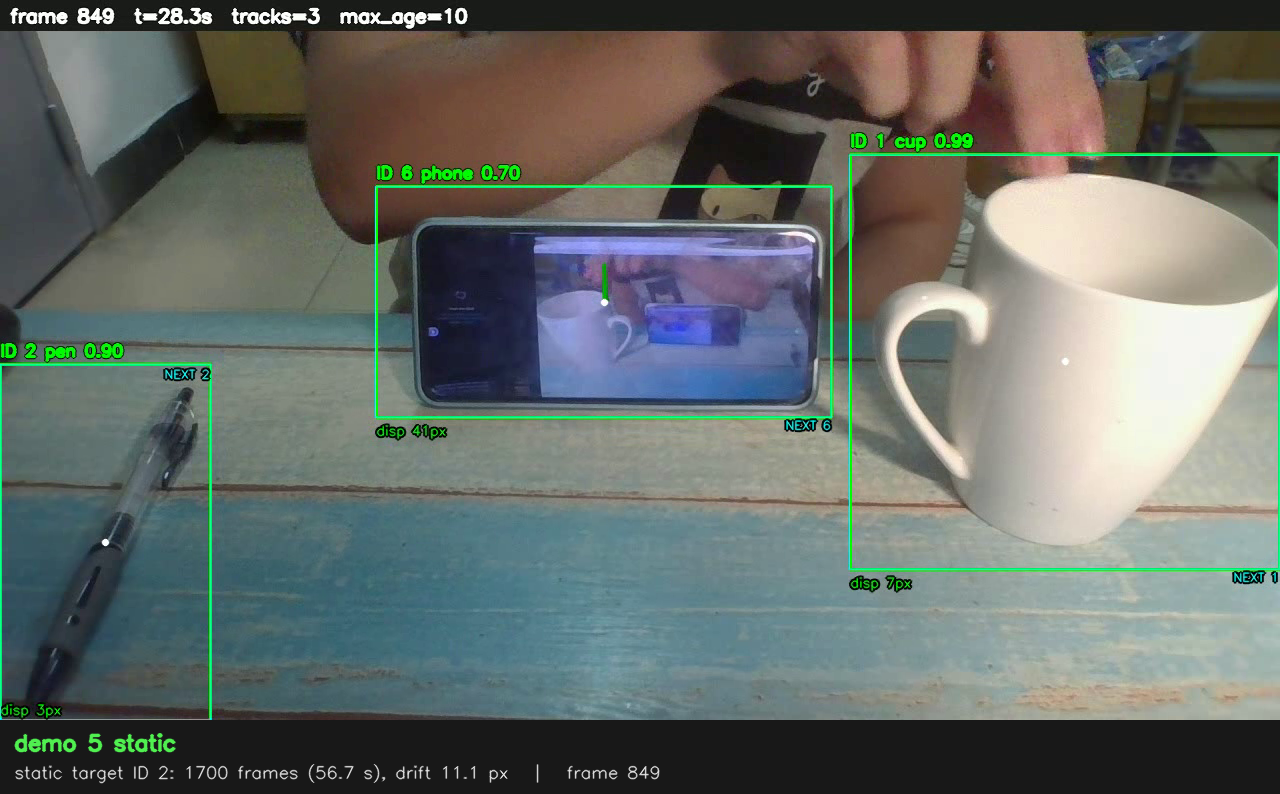 frame 849 t=28.3s tracks=3 max_age=10
ID 1 cup 0.99
ID 6 phone 0.70
ID 2 pen 0.90
NEXT 2
NEXT 6
disp 41px
NEXT 1
disp 7px
disp 3px
demo 5 static
static target ID 2: 1700 frames (56.7 s), drift 11.1 px | frame 849